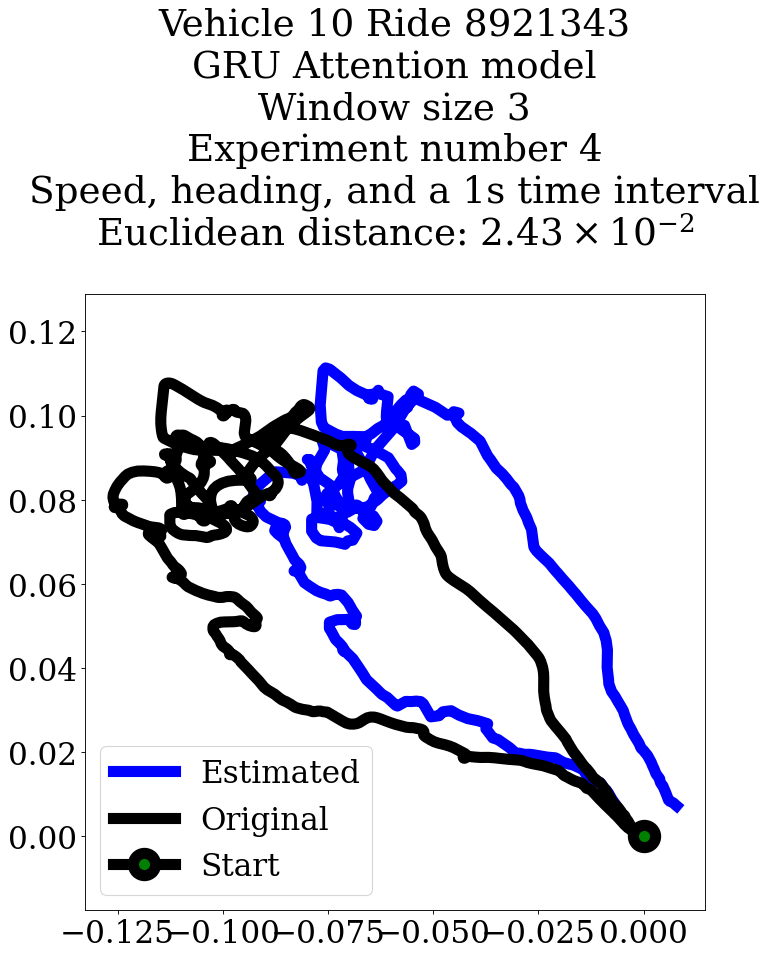 Vehicle 10 Ride 8921343
GRU Attention model
Window size 3
Experiment number 4
Speed, heading, and a 1s time interval
Euclidean distance: 2.43 × 10⁻²
0.12
0.10
0.08
0.06
0.04
0.02
0.00
Estimated
Original
Start
−0.125 −0.100 −0.075 −0.050 −0.025 0.000